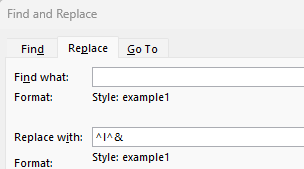 Find and Replace
Find Replace Go To
Find what:
Format: Style: example1
Replace with: ^l^&
Format: Style: example1